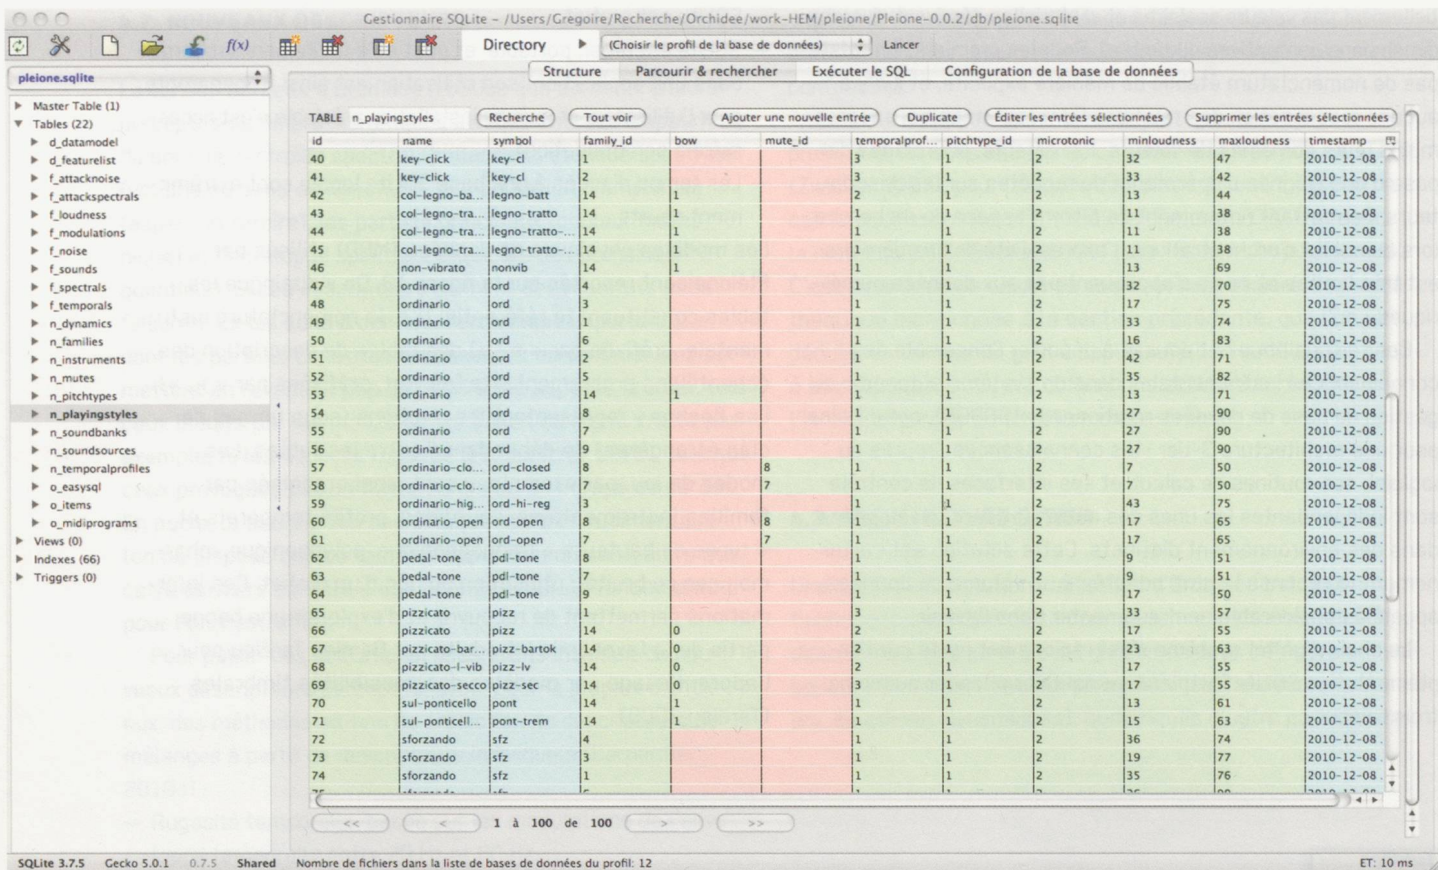 Gestionnaire SQLite – /Users/Gregoire/Recherche/Orchidee/work-HEM/pleione/Pleione-0.0.2/db/pleione.sqlite
f(x) Directory (Choisir le profil de la base de données) Lancer
pleione.sqlite Structure Parcourir & rechercher Exécuter le SQL Configuration de la base de données
Master Table (1)
Tables (22)
d_datamodel
d_featurelist
f_attacknoise
f_attackspectrals
f_loudness
f_modulations
f_noise
f_sounds
f_spectrals
f_temporals
n_dynamics
n_families
n_instruments
n_mutes
n_pitchtypes
n_playingstyles
n_soundbanks
n_soundsources
n_temporalprofiles
o_easysql
o_items
o_midiprograms
Views (0)
Indexes (66)
Triggers (0)
TABLE n_playingstyles Recherche Tout voir Ajouter une nouvelle entrée Duplicate Éditer les entrées sélectionnées Supprimer les entrées sélectionnées
id name symbol family_id bow mute_id temporalprof... pitchtype_id microtonic minloudness maxloudness timestamp
40 key-click key-cl 1 3 1 2 32 47 2010-12-08.
41 key-click key-cl 2 3 1 2 33 42 2010-12-08.
42 col-legno-ba... legno-batt 14 1 2 1 2 13 44 2010-12-08.
43 col-legno-tra... legno-tratto 14 1 1 1 2 11 38 2010-12-08.
44 col-legno-tra... legno-tratto-... 14 1 1 1 2 11 38 2010-12-08.
45 col-legno-tra... legno-tratto-... 14 1 1 1 2 11 38 2010-12-08.
46 non-vibrato nonvib 14 1 1 1 2 13 69 2010-12-08.
47 ordinario ord 4 1 1 2 32 70 2010-12-08.
48 ordinario ord 3 1 1 2 17 75 2010-12-08.
49 ordinario ord 1 1 1 2 33 74 2010-12-08.
50 ordinario ord 6 1 1 2 16 83 2010-12-08.
51 ordinario ord 2 1 1 2 42 71 2010-12-08.
52 ordinario ord 5 1 1 2 35 82 2010-12-08.
53 ordinario ord 14 1 1 1 2 13 71 2010-12-08.
54 ordinario ord 8 1 1 2 27 90 2010-12-08.
55 ordinario ord 7 1 1 2 27 90 2010-12-08.
56 ordinario ord 9 1 1 2 27 90 2010-12-08.
57 ordinario-clo... ord-closed 8 8 1 1 2 7 50 2010-12-08.
58 ordinario-clo... ord-closed 7 7 1 1 2 7 50 2010-12-08.
59 ordinario-hig... ord-hi-reg 3 1 1 2 43 75 2010-12-08.
60 ordinario-open ord-open 8 8 1 1 2 17 65 2010-12-08.
61 ordinario-open ord-open 7 7 1 1 2 17 65 2010-12-08.
62 pedal-tone pdl-tone 8 1 1 2 9 51 2010-12-08.
63 pedal-tone pdl-tone 7 1 1 2 9 51 2010-12-08.
64 pedal-tone pdl-tone 9 1 1 2 17 50 2010-12-08.
65 pizzicato pizz 1 3 1 2 33 57 2010-12-08.
66 pizzicato pizz 14 0 2 1 2 17 55 2010-12-08.
67 pizzicato-bar... pizz-bartok 14 0 3 1 2 23 63 2010-12-08.
68 pizzicato-l-vib pizz-lv 14 0 2 1 2 17 55 2010-12-08.
69 pizzicato-secco pizz-sec 14 0 3 1 2 17 55 2010-12-08.
70 sul-ponticello pont 14 1 1 1 2 13 61 2010-12-08.
71 sul-ponticell... pont-trem 14 1 1 1 2 15 63 2010-12-08.
72 sforzando sfz 4 1 1 2 36 74 2010-12-08.
73 sforzando sfz 3 1 1 2 19 77 2010-12-08.
74 sforzando sfz 1 1 1 2 35 76 2010-12-08.
<< < 1 à 100 de 100 > >>
SQLite 3.7.5 Gecko 5.0.1 0.7.5 Shared Nombre de fichiers dans la liste de bases de données du profil: 12 ET: 10 ms